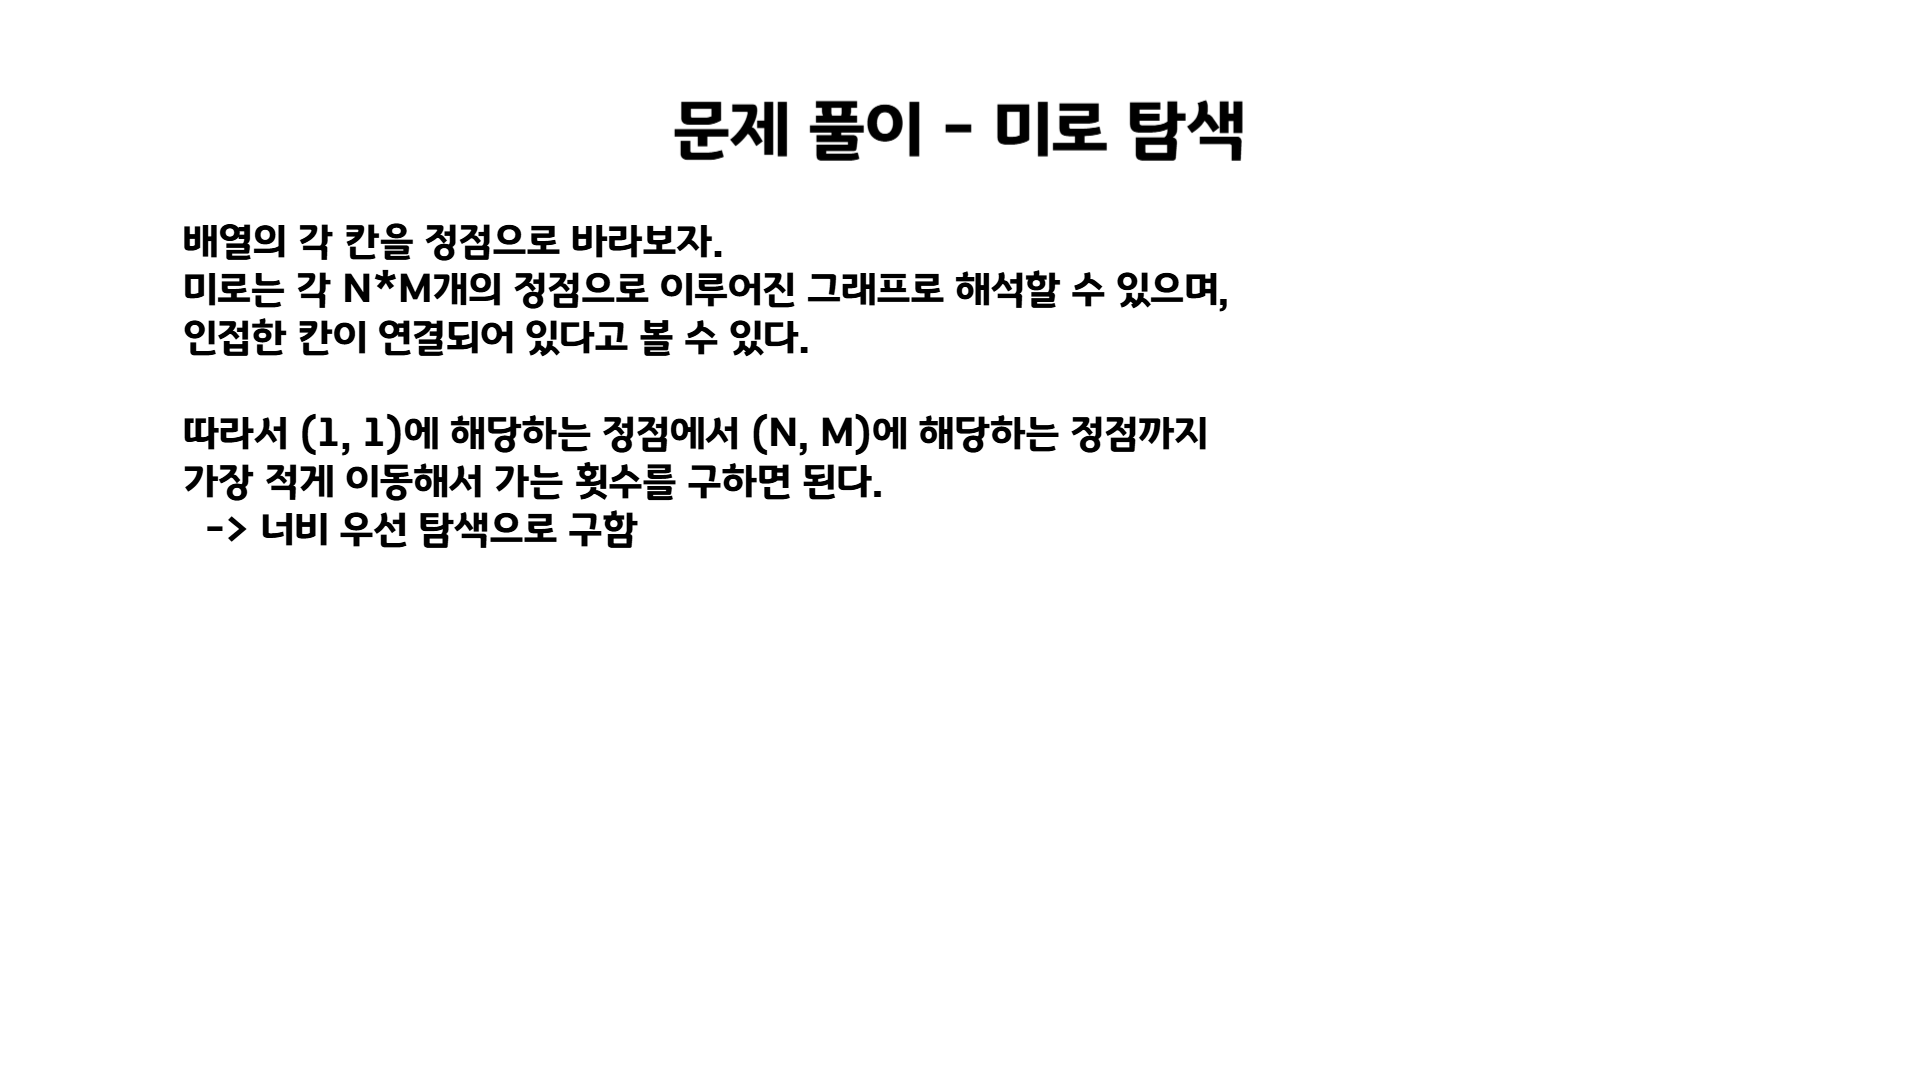 문제 풀이 - 미로 탐색
배열의 각 칸을 정점으로 바라보자.
미로는 각 N*M개의 정점으로 이루어진 그래프로 해석할 수 있으며,
인접한 칸이 연결되어 있다고 볼 수 있다.
따라서 (1, 1)에 해당하는 정점에서 (N, M)에 해당하는 정점까지
가장 적게 이동해서 가는 횟수를 구하면 된다.
-> 너비 우선 탐색으로 구함